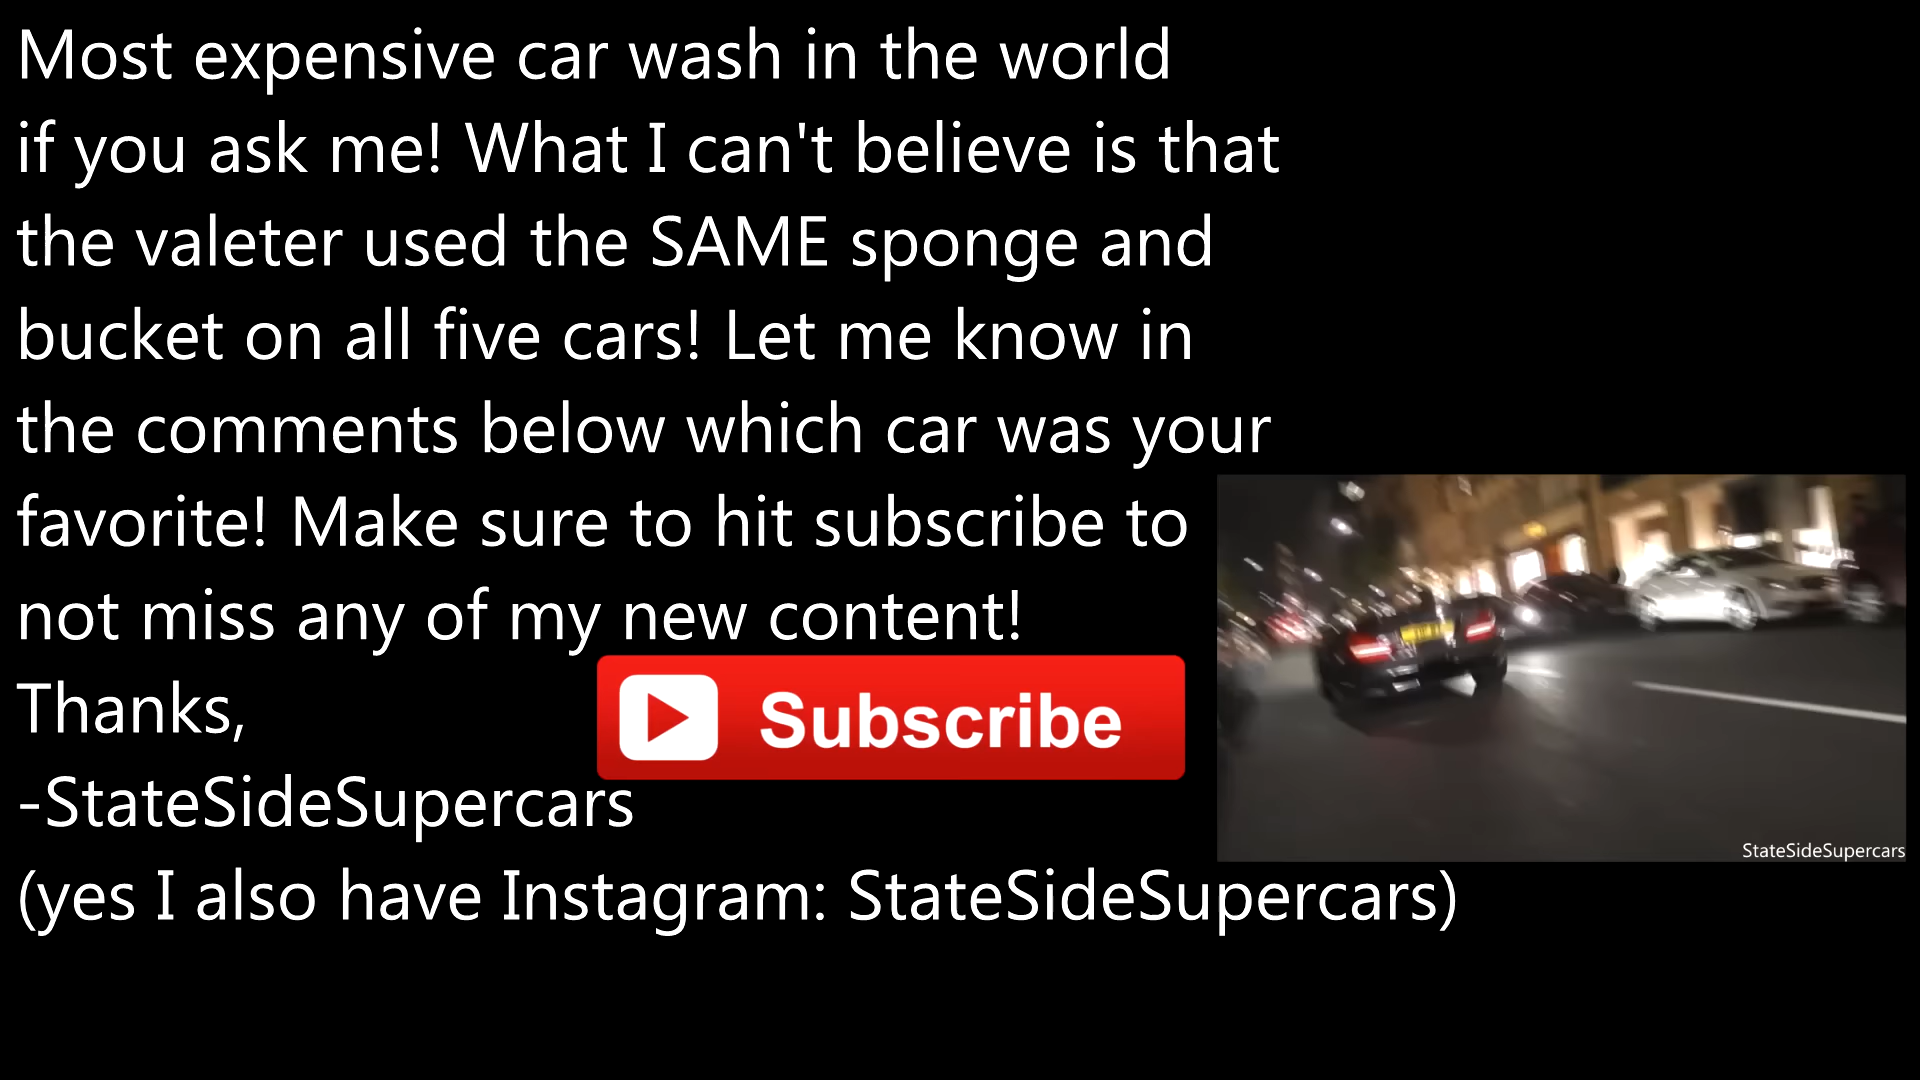 Most expensive car wash in the world
if you ask me! What I can't believe is that
the valeter used the SAME sponge and
bucket on all five cars! Let me know in
the comments below which car was your
favorite! Make sure to hit subscribe to
not miss any of my new content!
Thanks,
Subscribe
-StateSideSupercars
StateSideSupercars
(yes I also have Instagram: StateSideSupercars)